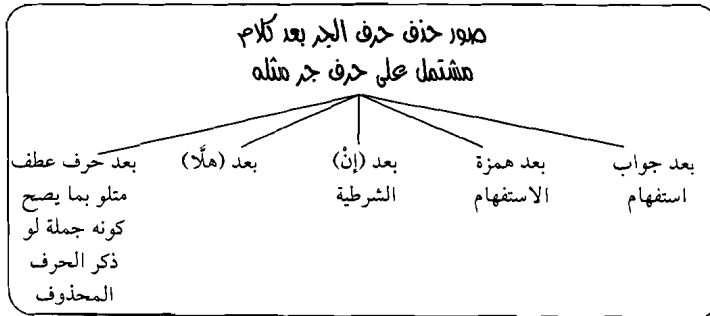 صور حذف حرف الجر بعد كلام
مشتمل على حرف جر مثله
بعد جواب
استفهام
بعد همزة
الاستفهام
بعد (إنْ)
الشرطية
بعد (هلَّا)
بعد حرف عطف
متلو بما يصح
كونه جملة لو
ذكر الحرف
المحذوف